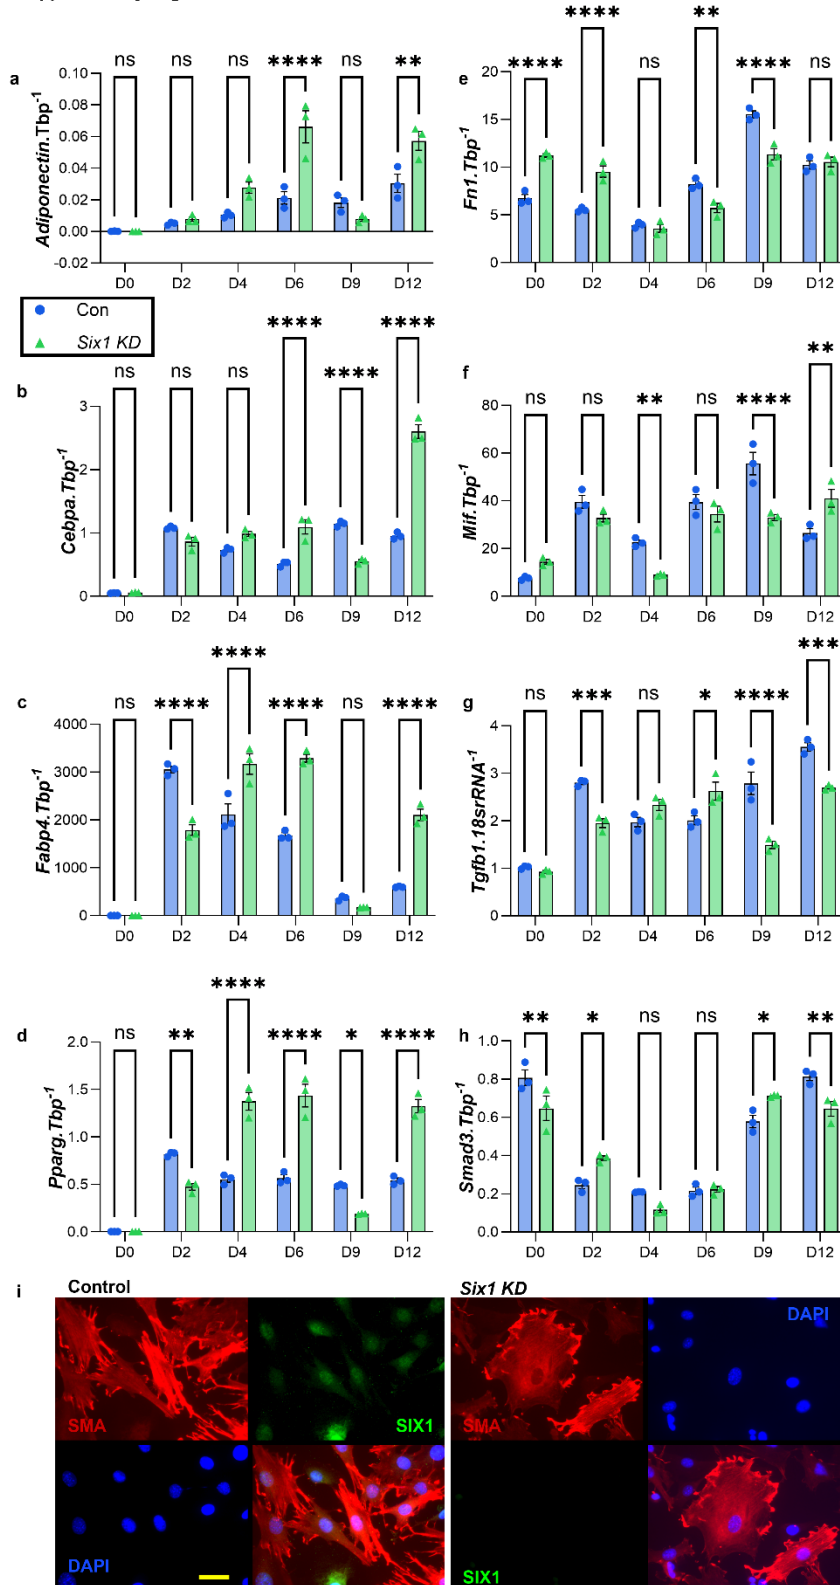 a
ns
ns
ns
****
ns
**
Adiponectin.Tbp-1
0.10
0.08
0.06
0.04
0.02
0.00
-0.02
D0
D2
D4
D6
D9
D12
Con
Six1 KD
b
ns
ns
ns
****
****
****
Cebpa.Tbp-1
3
2
1
0
D0
D2
D4
D6
D9
D12
c
ns
****
****
****
ns
****
Fabp4.Tbp-1
4000
3000
2000
1000
0
D0
D2
D4
D6
D9
D12
d
ns
**
****
****
*
****
Pparg.Tbp-1
2.0
1.5
1.0
0.5
0.0
D0
D2
D4
D6
D9
D12
e
****
****
ns
**
****
ns
Fn1.Tbp-1
20
15
10
5
0
D0
D2
D4
D6
D9
D12
f
ns
ns
**
ns
****
**
Mif.Tbp-1
80
60
40
20
0
D0
D2
D4
D6
D9
D12
g
ns
***
ns
*
****
***
Tgfb1.18srRNA-1
4
3
2
1
0
D0
D2
D4
D6
D9
D12
h
**
*
ns
ns
*
**
Smad3.Tbp-1
1.0
0.8
0.6
0.4
0.2
0.0
D0
D2
D4
D6
D9
D12
i
Control
SMA
SIX1
DAPI
Six1 KD
SMA
DAPI
SIX1